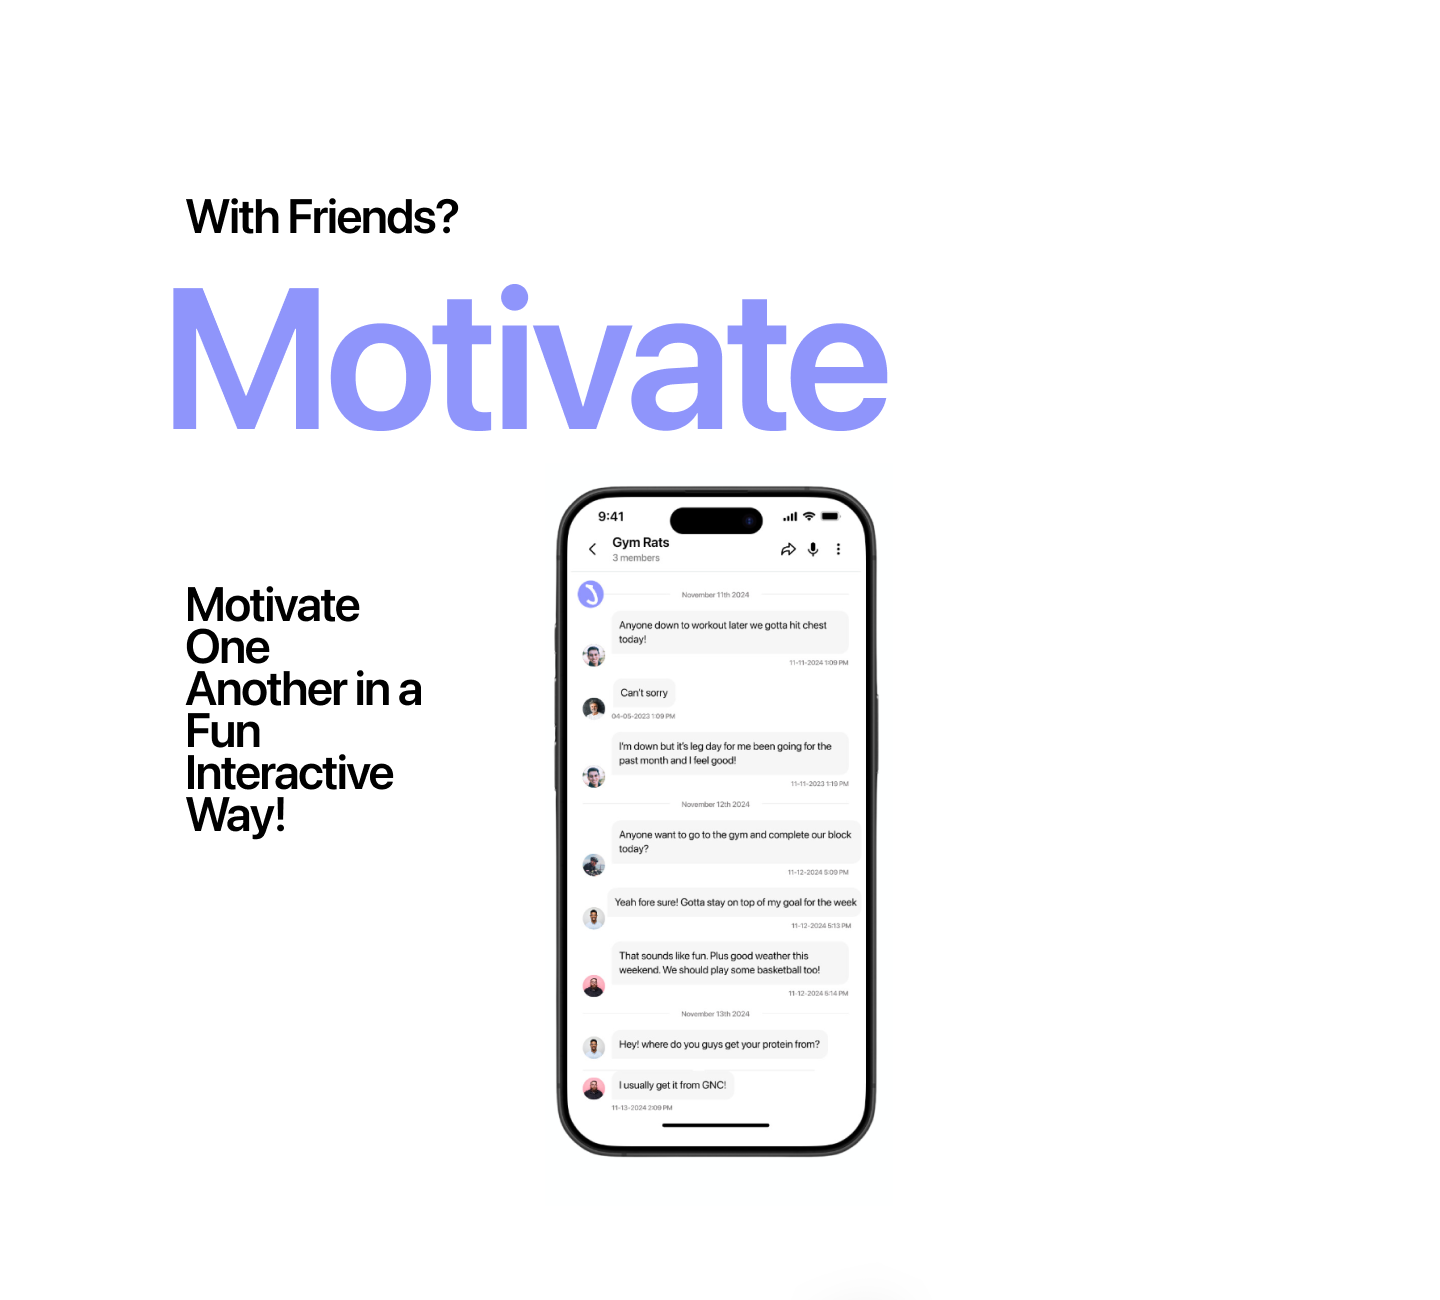 With Friends?
Motivate
Motivate
One
Another in a
Fun
Interactive
Way!
9:41
Gym Rats
3 members
November 11th 2024
Anyone down to workout later we gotta hit chest
today!
11-11-2024 1:09 PM
Can't sorry
04-05-2023 1:09 PM
I'm down but it's leg day for me been going for the
past month and I feel good!
11-11-2023 1:19 PM
November 12th 2024
Anyone want to go to the gym and complete our block
today?
11-12-2024 5:09 PM
Yeah fore sure! Gotta stay on top of my goal for the week
11-12-2024 5:13 PM
That sounds like fun. Plus good weather this
weekend. We should play some basketball too!
11-12-2024 5:14 PM
November 13th 2024
Hey! where do you guys get your protein from?
I usually get it from GNC!
11-13-2024 2:09 PM